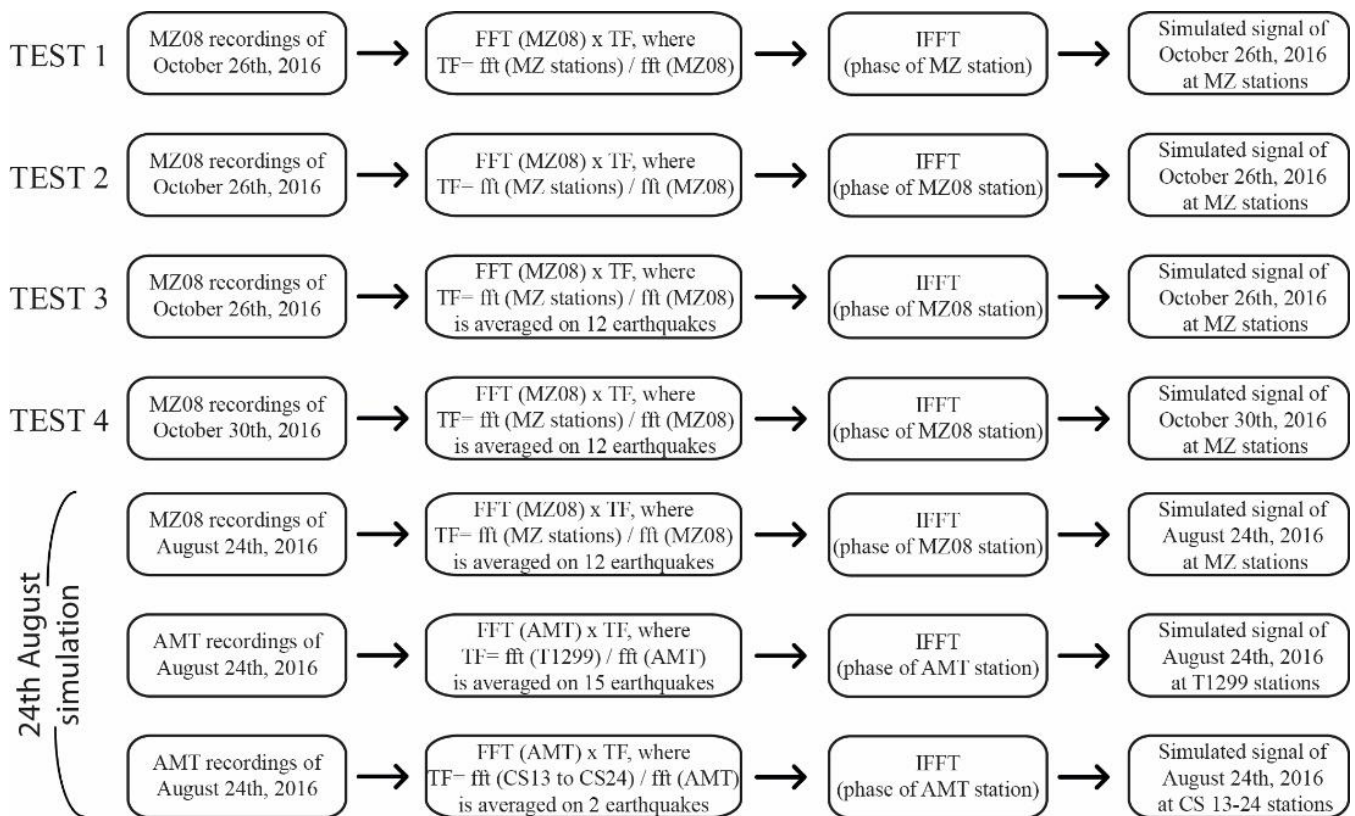 TEST 1
MZ08 recordings of
October 26th, 2016
FFT (MZ08) x TF, where
TF= fft (MZ stations) / fft (MZ08)
IFFT
(phase of MZ station)
Simulated signal of
October 26th, 2016
at MZ stations
TEST 2
MZ08 recordings of
October 26th, 2016
FFT (MZ08) x TF, where
TF= fft (MZ stations) / fft (MZ08)
IFFT
(phase of MZ08 station)
Simulated signal of
October 26th, 2016
at MZ stations
TEST 3
MZ08 recordings of
October 26th, 2016
FFT (MZ08) x TF, where
TF= fft (MZ stations) / fft (MZ08)
is averaged on 12 earthquakes
IFFT
(phase of MZ08 station)
Simulated signal of
October 26th, 2016
at MZ stations
TEST 4
MZ08 recordings of
October 30th, 2016
FFT (MZ08) x TF, where
TF= fft (MZ stations) / fft (MZ08)
is averaged on 12 earthquakes
IFFT
(phase of MZ08 station)
Simulated signal of
October 30th, 2016
at MZ stations
24th August
simulation
MZ08 recordings of
August 24th, 2016
FFT (MZ08) x TF, where
TF= fft (MZ stations) / fft (MZ08)
is averaged on 12 earthquakes
IFFT
(phase of MZ08 station)
Simulated signal of
August 24th, 2016
at MZ stations
AMT recordings of
August 24th, 2016
FFT (AMT) x TF, where
TF= fft (T1299) / fft (AMT)
is averaged on 15 earthquakes
IFFT
(phase of AMT station)
Simulated signal of
August 24th, 2016
at T1299 stations
AMT recordings of
August 24th, 2016
FFT (AMT) x TF, where
TF= fft (CS13 to CS24) / fft (AMT)
is averaged on 2 earthquakes
IFFT
(phase of AMT station)
Simulated signal of
August 24th, 2016
at CS 13-24 stations